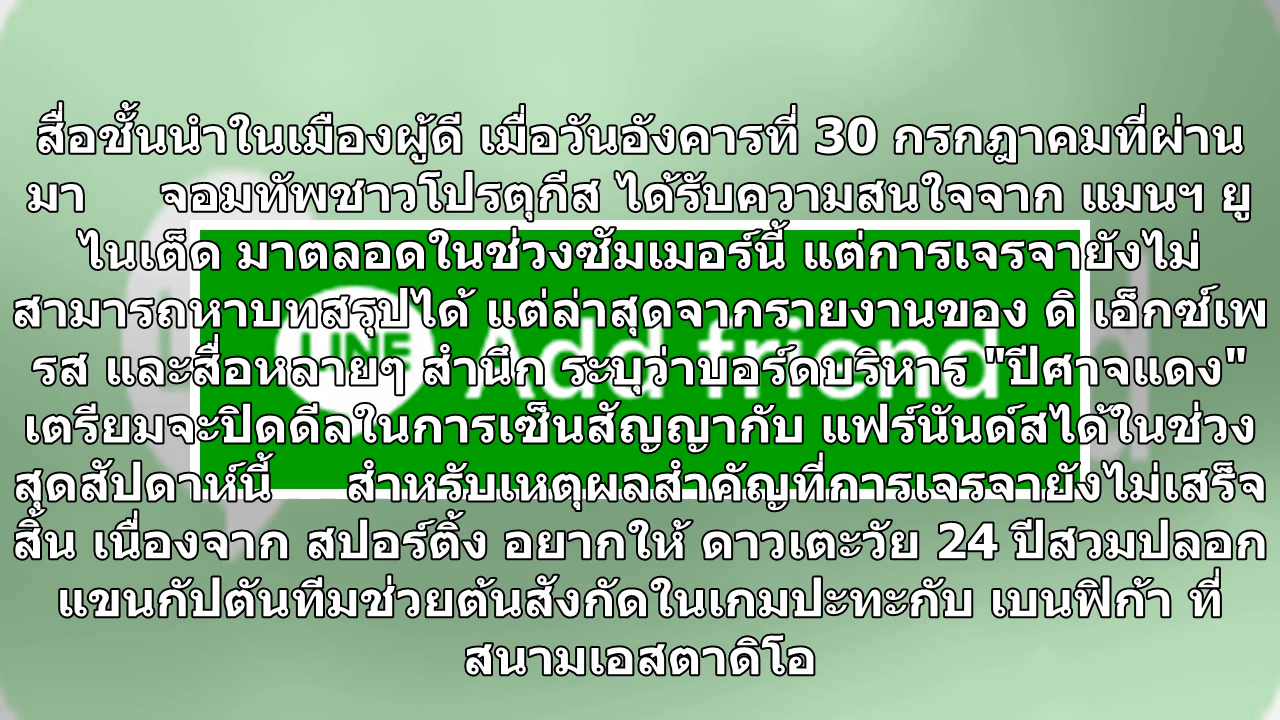 สื่อชั้นนำในเมืองผู้ดี เมื่อวันอังคารที่ 30 กรกฎาคมที่ผ่าน
มา จอมทัพชาวโปรตุกีส ได้รับความสนใจจาก แมนฯ ยู
ไนเต็ด มาตลอดในช่วงซัมเมอร์นี้ แต่การเจรจายังไม่
สามารถหาบทสรุปได้ แต่ล่าสุดจากรายงานของ ดิ เอ็กซ์เพ
รส และสื่อหลายๆ สำนึก ระบุว่าบอร์ดบริหาร "ปีศาจแดง"
เตรียมจะปิดดีลในการเซ็นสัญญากับ แฟร์นันด์สได้ในช่วง
สุดสัปดาห์นี้ สำหรับเหตุผลสำคัญที่การเจรจายังไม่เสร็จ
สิ้น เนื่องจาก สปอร์ติ้ง อยากให้ ดาวเตะวัย 24 ปีสวมปลอก
แขนกัปตันทีมช่วยต้นสังกัดในเกมปะทะกับ เบนฟิก้า ที่
สนามเอสตาดิโอ
LINE Add friend